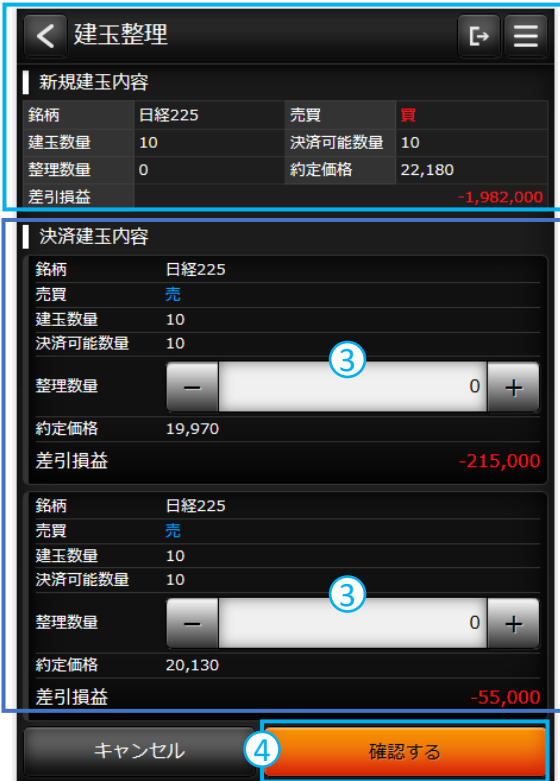 建玉整理
新規建玉内容
銘柄 日経225 売買 買
建玉数量 10 決済可能数量 10
整理数量 0 約定価格 22,180
差引損益 -1,982,000
決済建玉内容
銘柄 日経225
売買 売
建玉数量 10
決済可能数量 10
③
整理数量 − 0 +
約定価格 19,970
差引損益 -215,000
銘柄 日経225
売買 売
建玉数量 10
決済可能数量 10
③
整理数量 − 0 +
約定価格 20,130
差引損益 -55,000
キャンセル ④ 確認する